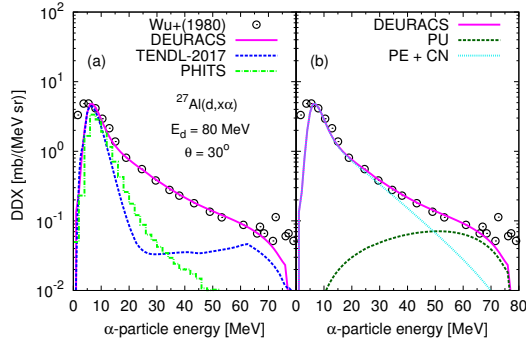 Wu+(1980)
DEURACS
TENDL-2017
PHITS
(a)
27Al(d,xα)
Ed = 80 MeV
θ = 30o
DEURACS
PU
PE + CN
(b)
DDX [mb/(MeV sr)]
10^2
10^1
10^0
10^-1
10^-2
0 10 20 30 40 50 60 70
0 10 20 30 40 50 60 70 80
α-particle energy [MeV]
α-particle energy [MeV]